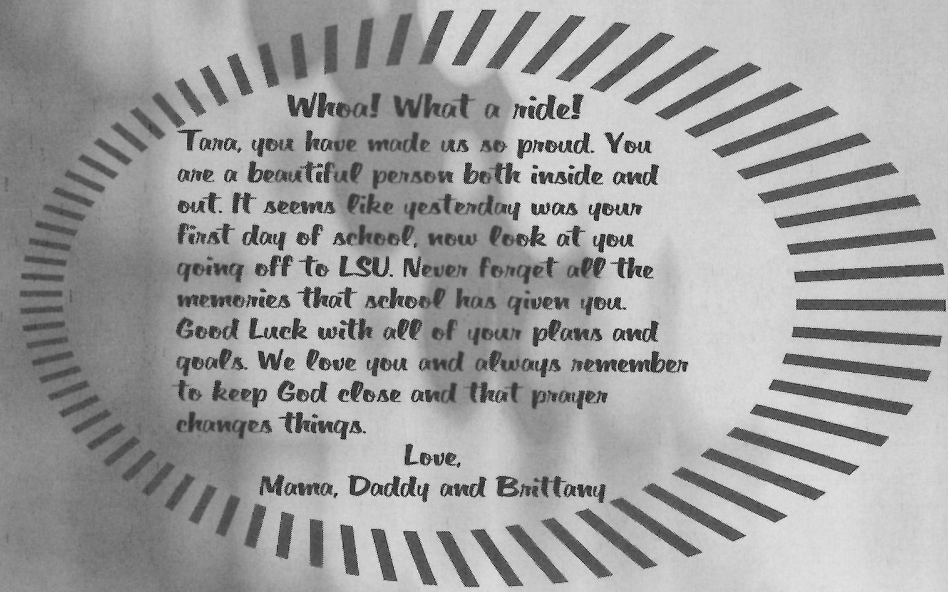 Whoa! What a ride!
Tara, you have made us so proud. You
are a beautiful person both inside and
out. It seems like yesterday was your
first day of school, now look at you
going off to LSU. Never forget all the
memories that school has given you.
Good Luck with all of your plans and
goals. We love you and always remember
to keep God close and that prayer
changes things.
Love,
Mama, Daddy and Brittany